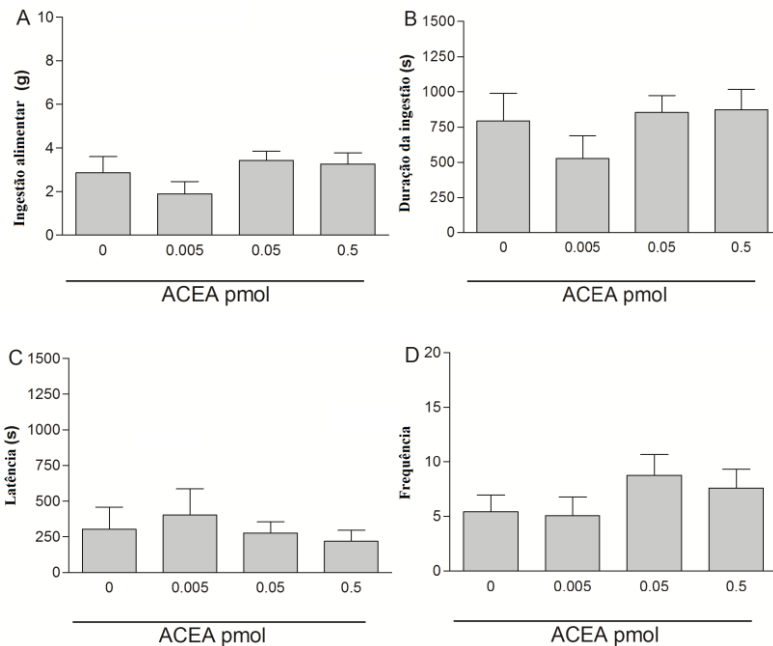 A
Ingestão alimentar (g)
10
8
6
4
2
0
0 0.005 0.05 0.5
ACEA pmol
B
Duração da ingestão (s)
1500
1250
1000
750
500
250
0
0 0.005 0.05 0.5
ACEA pmol
C
Latência (s)
1500
1250
1000
750
500
250
0
0 0.005 0.05 0.5
ACEA pmol
D
Frequência
20
15
10
5
0
0 0.005 0.05 0.5
ACEA pmol